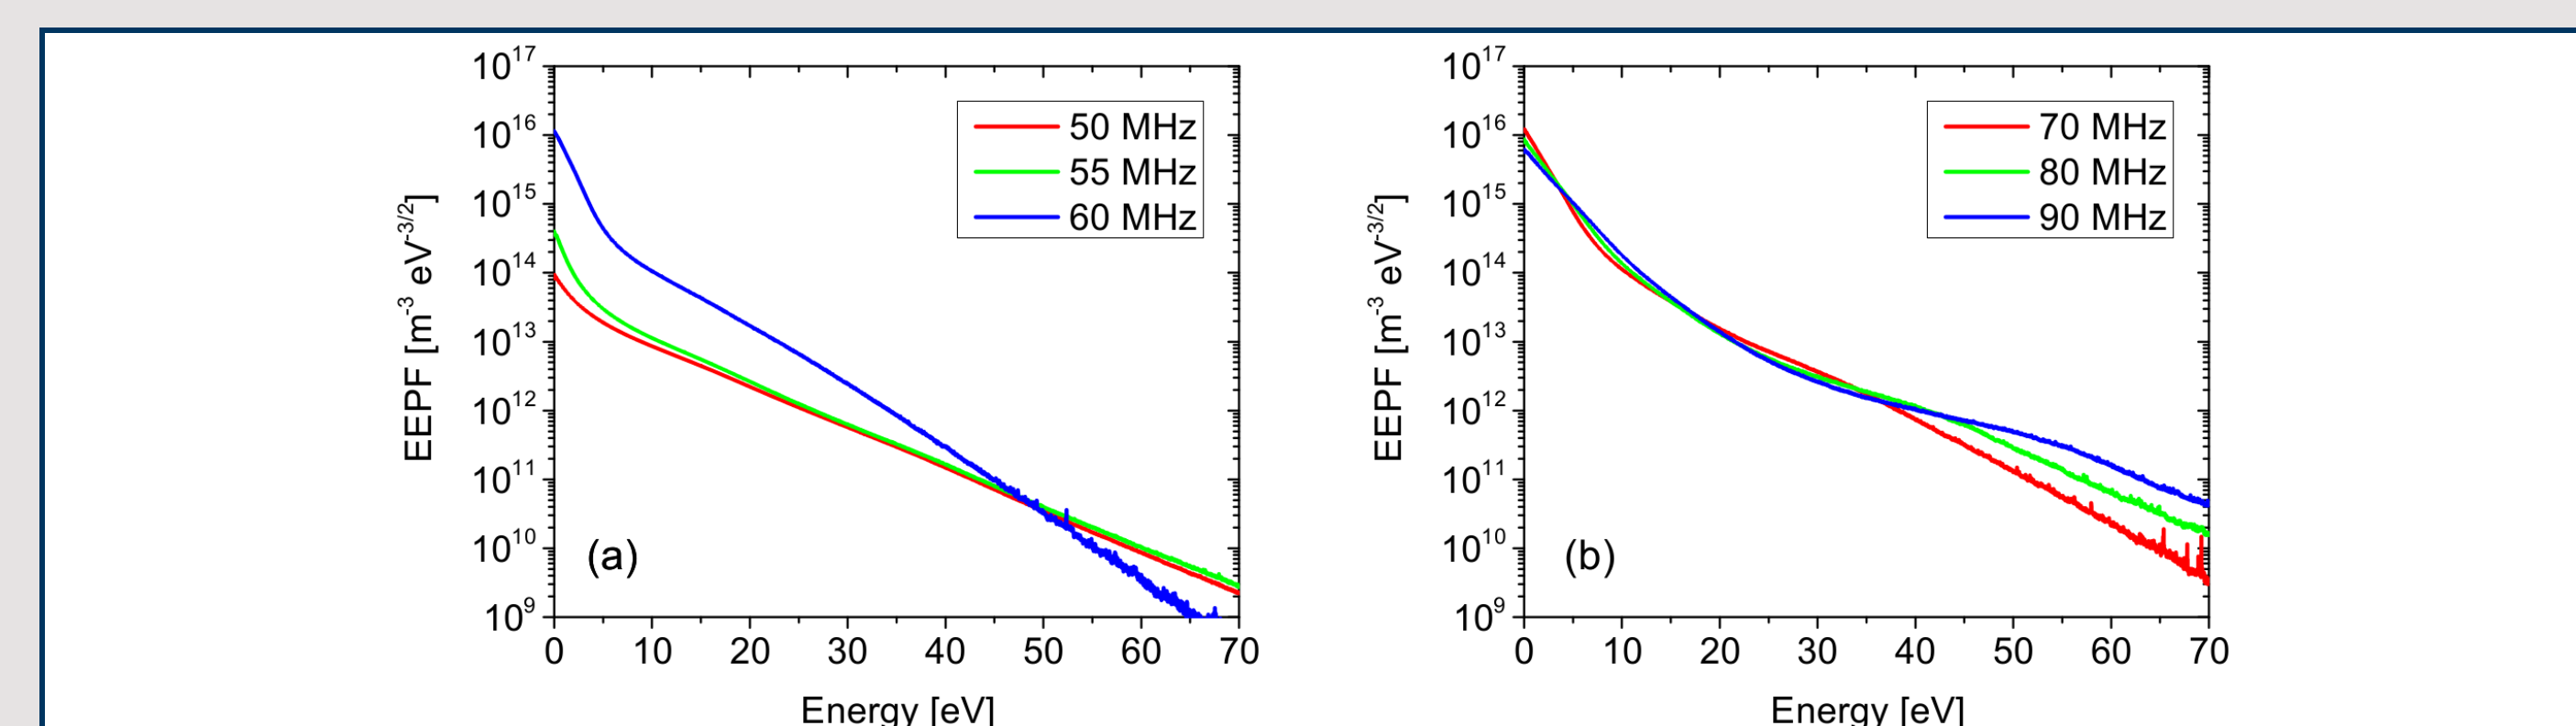 10^17
10^16
10^15
10^14
10^13
10^12
10^11
10^10
10^9
EEPF [m^-3 eV^-3/2]
50 MHz
55 MHz
60 MHz
(a)
0 10 20 30 40 50 60 70
Energy [eV]
10^17
10^16
10^15
10^14
10^13
10^12
10^11
10^10
10^9
EEPF [m^-3 eV^-3/2]
70 MHz
80 MHz
90 MHz
(b)
0 10 20 30 40 50 60 70
Energy [eV]